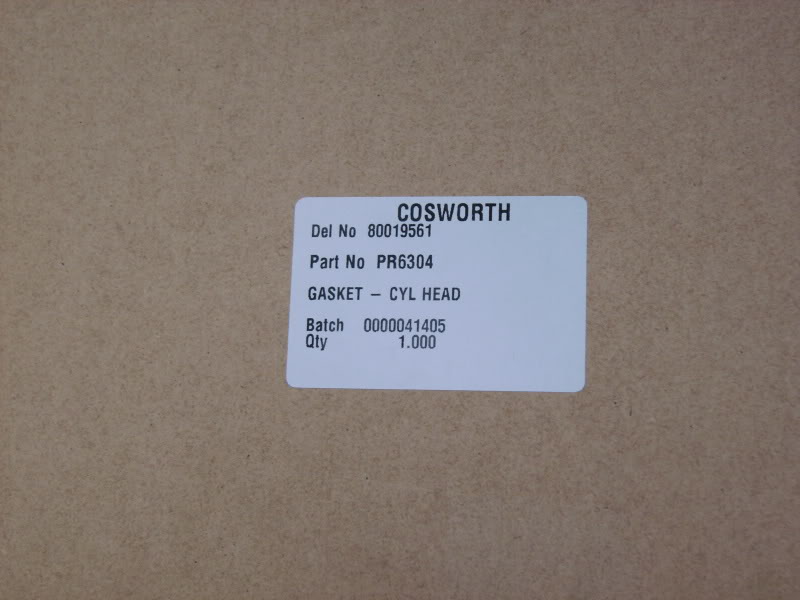 COSWORTH
Del No 80019561
Part No PR6304
GASKET – CYL HEAD
Batch 0000041405
Qty 1.000